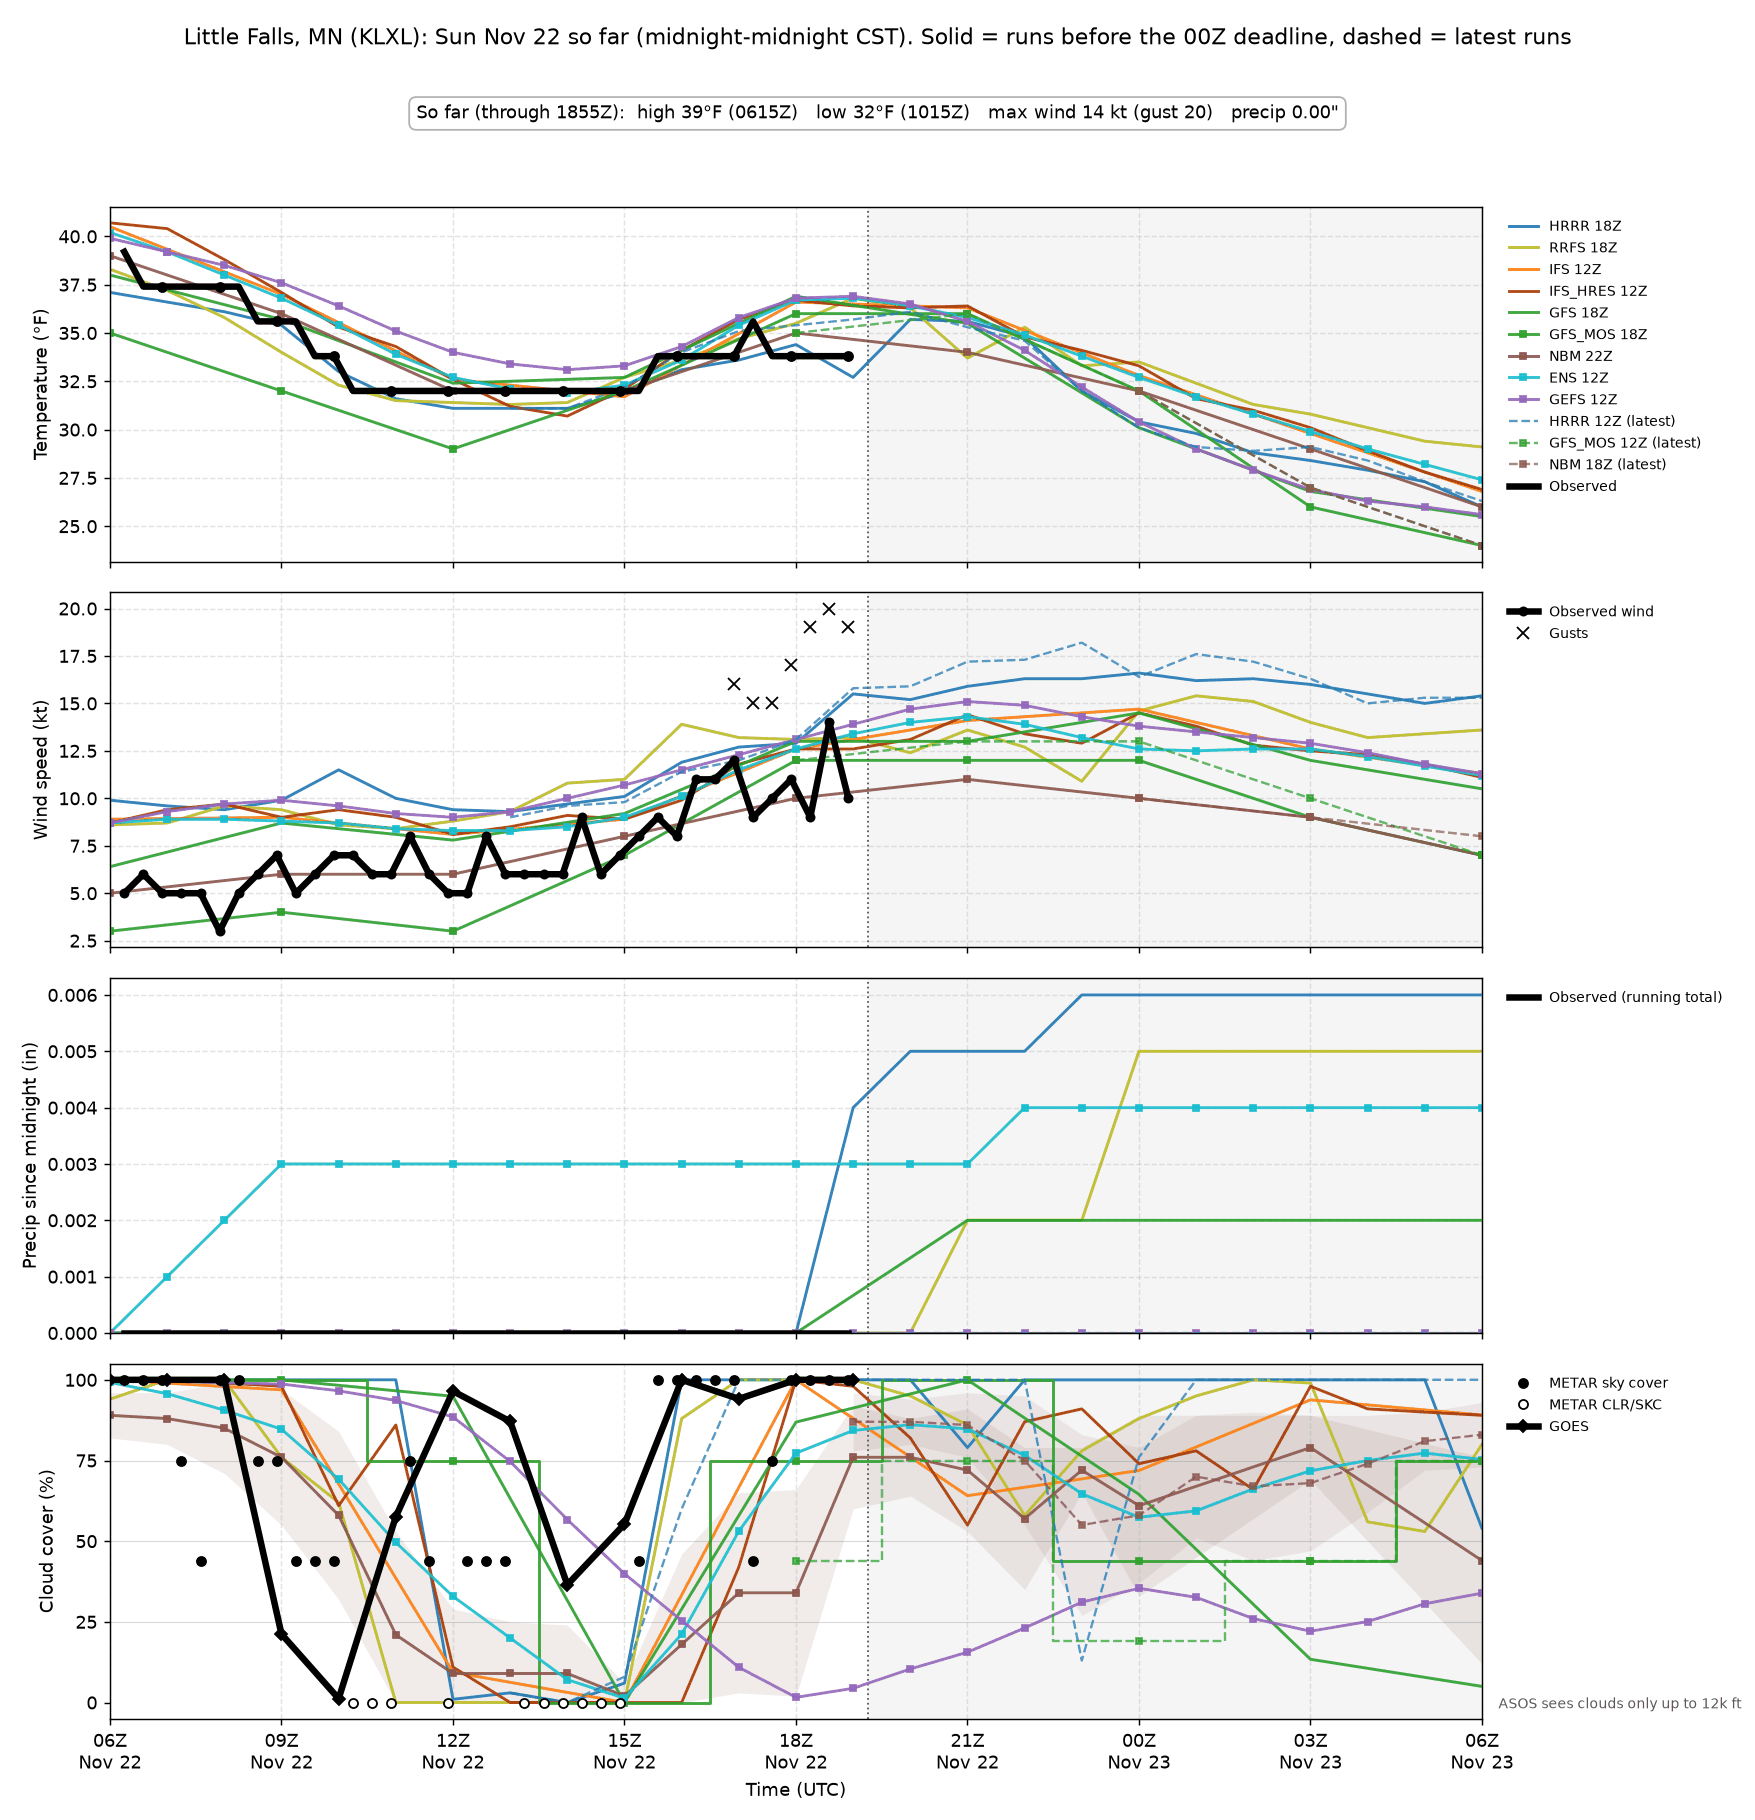 Little Falls, MN (KLXL): Sun Nov 22 so far (midnight-midnight CST). Solid = runs before the 00Z deadline, dashed = latest runs
So far (through 1855Z):  high 39°F (0615Z)   low 32°F (1015Z)   max wind 14 kt (gust 20)   precip 0.00"
Temperature (°F)
40.0
37.5
35.0
32.5
30.0
27.5
25.0
HRRR 18Z
RRFS 18Z
IFS 12Z
IFS_HRES 12Z
GFS 18Z
GFS_MOS 18Z
NBM 22Z
ENS 12Z
GEFS 12Z
HRRR 12Z (latest)
GFS_MOS 12Z (latest)
NBM 18Z (latest)
Observed
Wind speed (kt)
20.0
17.5
15.0
12.5
10.0
7.5
5.0
2.5
Observed wind
Gusts
Precip since midnight (in)
0.006
0.005
0.004
0.003
0.002
0.001
0.000
Observed (running total)
Cloud cover (%)
100
75
50
25
0
METAR sky cover
METAR CLR/SKC
GOES
ASOS sees clouds only up to 12k ft
06Z
Nov 22
09Z
Nov 22
12Z
Nov 22
15Z
Nov 22
18Z
Nov 22
21Z
Nov 22
00Z
Nov 23
03Z
Nov 23
06Z
Nov 23
Time (UTC)